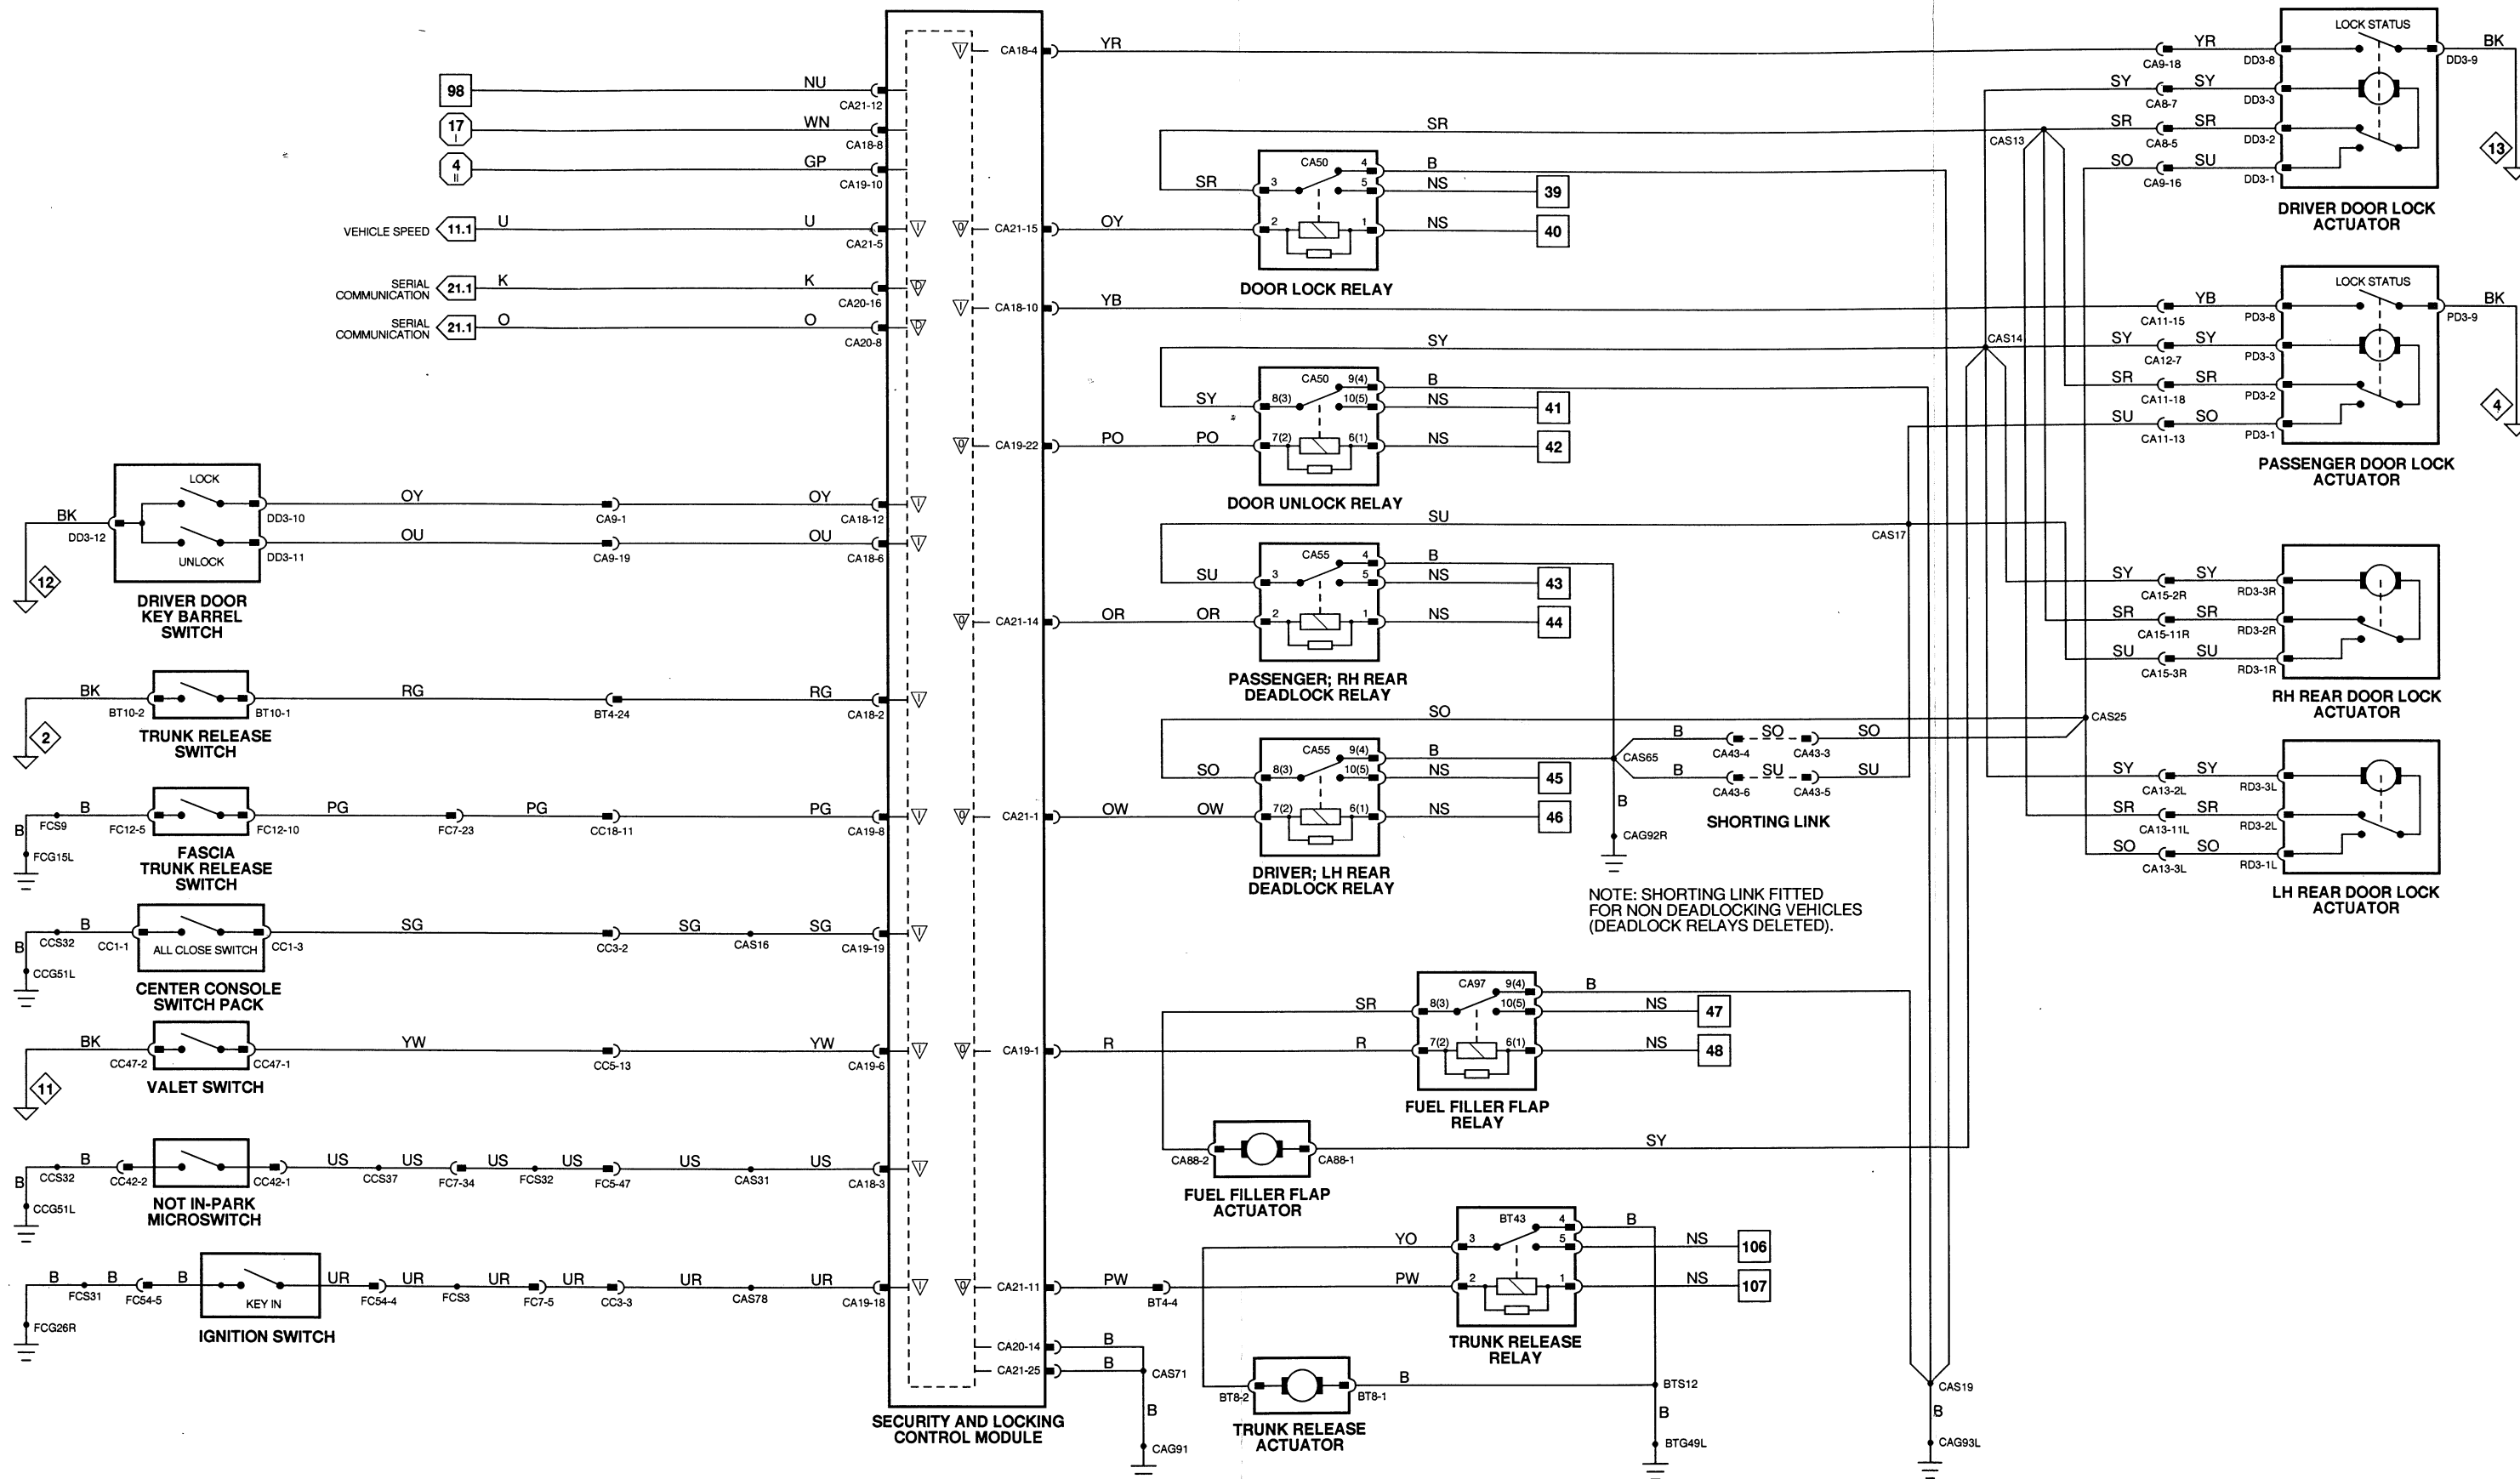 98
NU
CA21-12
17
I
WN
CA18-8
4
II
GP
CA19-10
VEHICLE SPEED
11.1
U
U
CA21-5
SERIAL
COMMUNICATION
21.1
K
K
CA20-16
SERIAL
COMMUNICATION
21.1
O
O
CA20-8
BK
DD3-12
12
LOCK
UNLOCK
DD3-10
OY
CA9-1
OY
CA18-12
DD3-11
OU
CA9-19
OU
CA18-6
DRIVER DOOR
KEY BARREL
SWITCH
BK
2
BT10-2
BT10-1
RG
BT4-24
RG
CA18-2
TRUNK RELEASE
SWITCH
B
FCS9
B
FCG15L
FC12-5
FC12-10
PG
FC7-23
PG
CC18-11
PG
CA19-8
FASCIA
TRUNK RELEASE
SWITCH
B
CCS32
B
CCG51L
CC1-1
ALL CLOSE SWITCH
CC1-3
SG
CC3-2
SG
CAS16
SG
CA19-19
CENTER CONSOLE
SWITCH PACK
BK
11
CC47-2
CC47-1
YW
CC5-13
YW
CA19-6
VALET SWITCH
B
CCS32
B
CCG51L
CC42-2
CC42-1
US
CCS37
US
FC7-34
US
FCS32
US
FC5-47
US
CAS31
US
CA18-3
NOT IN-PARK
MICROSWITCH
B
FCS31
B
FC54-5
B
FCG26R
KEY IN
UR
FC54-4
UR
FCS3
UR
FC7-5
UR
CC3-3
UR
CAS78
UR
CA19-18
IGNITION SWITCH
I
I
I
I
I
I
I
I
I
D
D
I
O
I
O
O
O
O
O
CA18-4
CA21-15
CA18-10
CA19-22
CA21-14
CA21-1
CA19-1
CA21-11
CA20-14
CA21-25
SECURITY AND LOCKING
CONTROL MODULE
YR
CA9-18
YR
DD3-8
SR
SR
CA50
3
4
5
2
1
B
NS
39
OY
NS
40
DOOR LOCK RELAY
YB
CA11-15
YB
PD3-8
SY
SY
CA50
8(3)
9(4)
10(5)
7(2)
6(1)
B
NS
41
PO
PO
NS
42
DOOR UNLOCK RELAY
SU
SU
CA55
3
4
5
2
1
B
NS
43
OR
OR
NS
44
PASSENGER; RH REAR
DEADLOCK RELAY
SO
SO
CA55
8(3)
9(4)
10(5)
7(2)
6(1)
B
NS
45
OW
OW
NS
46
DRIVER; LH REAR
DEADLOCK RELAY
CAS65
B
CAG92R
B
CA43-4
SO
CA43-3
SO
B
CA43-6
SU
CA43-5
SU
SHORTING LINK
NOTE: SHORTING LINK FITTED
FOR NON DEADLOCKING VEHICLES
(DEADLOCK RELAYS DELETED).
SR
CA97
8(3)
9(4)
10(5)
7(2)
6(1)
B
NS
47
R
R
NS
48
FUEL FILLER FLAP
RELAY
CA88-2
CA88-1
SY
FUEL FILLER FLAP
ACTUATOR
YO
BT43
3
4
5
2
1
B
NS
106
PW
BT4-4
PW
NS
107
TRUNK RELEASE
RELAY
BT8-2
BT8-1
B
BTS12
B
BTG49L
TRUNK RELEASE
ACTUATOR
B
B
CAS71
B
CAG91
CAS19
B
CAG93L
CAS13
CAS14
CAS17
CAS25
SY
CA8-7
SY
DD3-3
SR
CA8-5
SR
DD3-2
SO
CA9-16
SU
DD3-1
LOCK STATUS
DD3-9
BK
13
DRIVER DOOR LOCK
ACTUATOR
SY
CA12-7
SY
PD3-3
SR
CA11-18
SR
PD3-2
SU
CA11-13
SO
PD3-1
LOCK STATUS
PD3-9
BK
4
PASSENGER DOOR LOCK
ACTUATOR
SY
CA15-2R
SY
RD3-3R
SR
CA15-11R
SR
RD3-2R
SU
CA15-3R
SU
RD3-1R
RH REAR DOOR LOCK
ACTUATOR
SY
CA13-2L
SY
RD3-3L
SR
CA13-11L
SR
RD3-2L
SO
CA13-3L
SO
RD3-1L
LH REAR DOOR LOCK
ACTUATOR